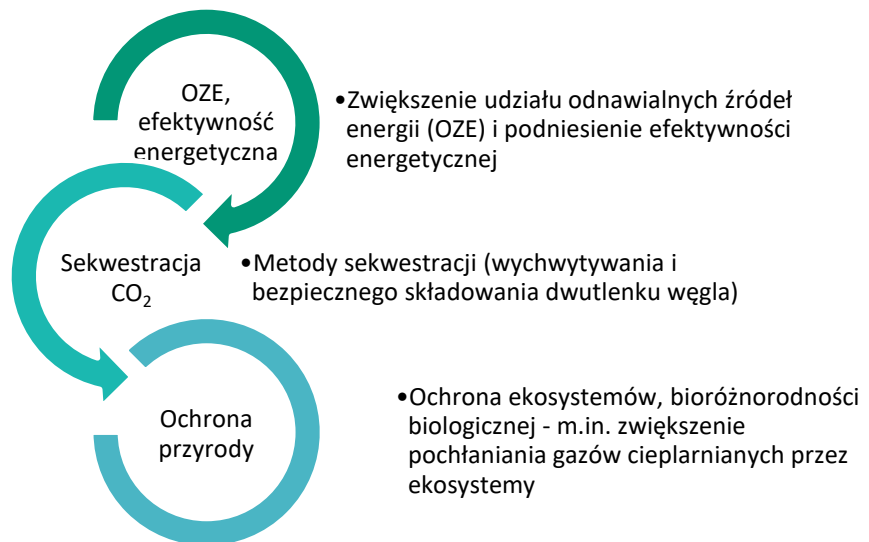 OZE,
efektywność
energetyczna
•Zwiększenie udziału odnawialnych źródeł
energii (OZE) i podniesienie efektywności
energetycznej
Sekwestracja
CO₂
•Metody sekwestracji (wychwytywania i
bezpiecznego składowania dwutlenku węgla)
Ochrona
przyrody
•Ochrona ekosystemów, bioróżnorodności
biologicznej - m.in. zwiększenie
pochłaniania gazów cieplarnianych przez
ekosystemy